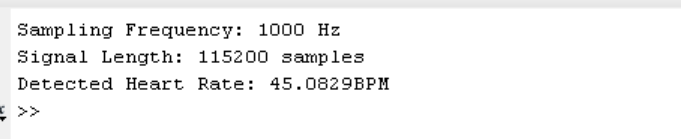 Sampling Frequency: 1000 Hz
Signal Length: 115200 samples
Detected Heart Rate: 45.0829BPM
>>